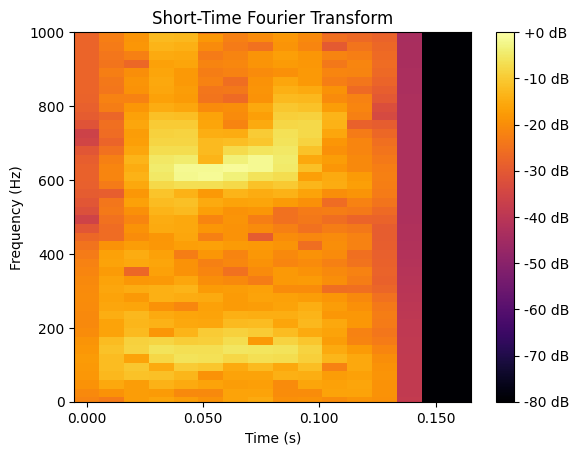 Short-Time Fourier Transform
Frequency (Hz)
1000
800
600
400
200
0
0.000
0.050
0.100
0.150
Time (s)
+0 dB
-10 dB
-20 dB
-30 dB
-40 dB
-50 dB
-60 dB
-70 dB
-80 dB